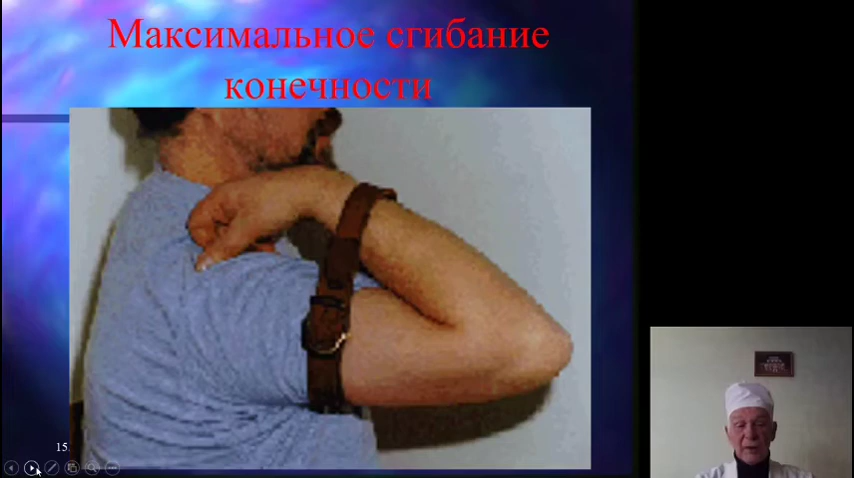 Максимальное сгибание
конечности
15.